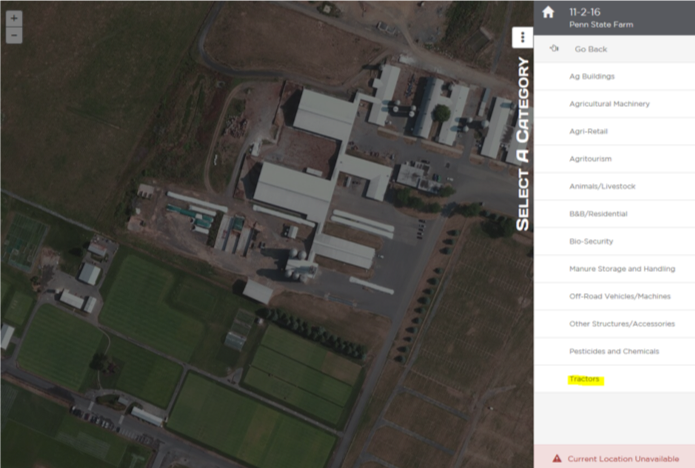 +
-
SELECT A CATEGORY
11-2-16
Penn State Farm
Go Back
Ag Buildings
Agricultural Machinery
Agri-Retail
Agritourism
Animals/Livestock
B&B/Residential
Bio-Security
Manure Storage and Handling
Off-Road Vehicles/Machines
Other Structures/Accessories
Pesticides and Chemicals
Tractors
Current Location Unavailable